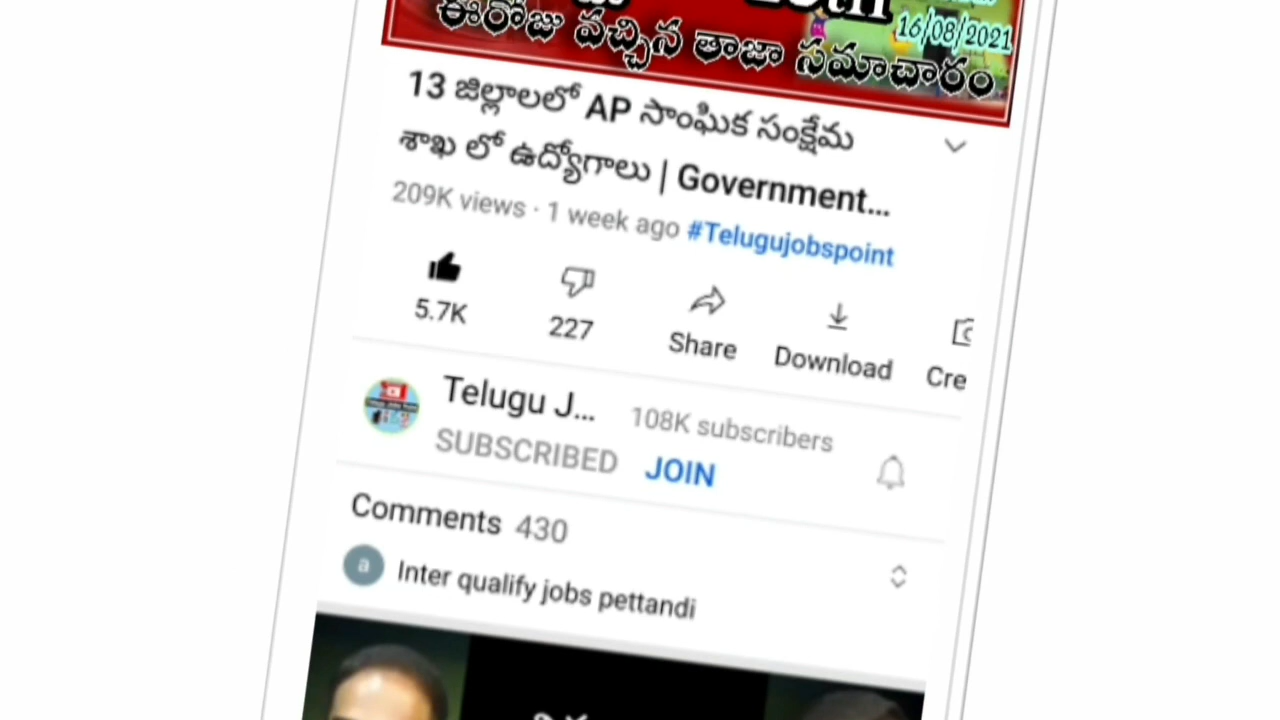 16/08/2021
ఈరోజు వచ్చిన తాజా సమాచారం
13 జిల్లాలలో AP సాంఘిక సంక్షేమ
శాఖ లో ఉద్యోగాలు | Government...
209K views · 1 week ago #Telugujobspoint
5.7K 227 Share Download Cre
Telugu J... 108K subscribers
SUBSCRIBED JOIN
Comments 430
a Inter qualify jobs pettandi